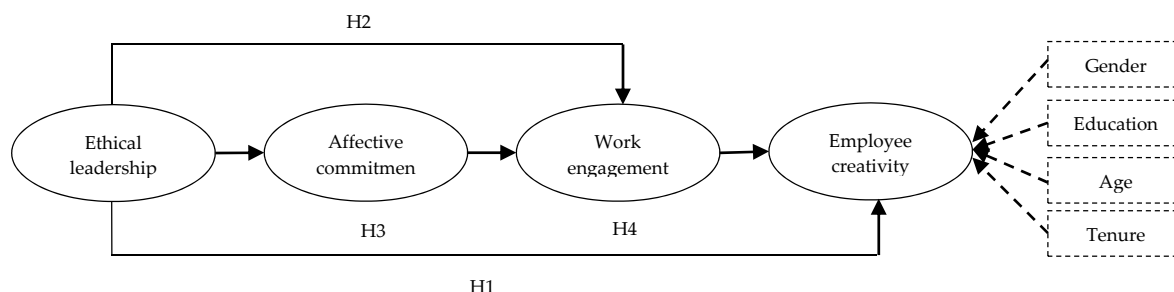 H2
Ethical
leadership
Affective
commitmen
Work
engagement
Employee
creativity
Gender
Education
Age
Tenure
H3
H4
H1